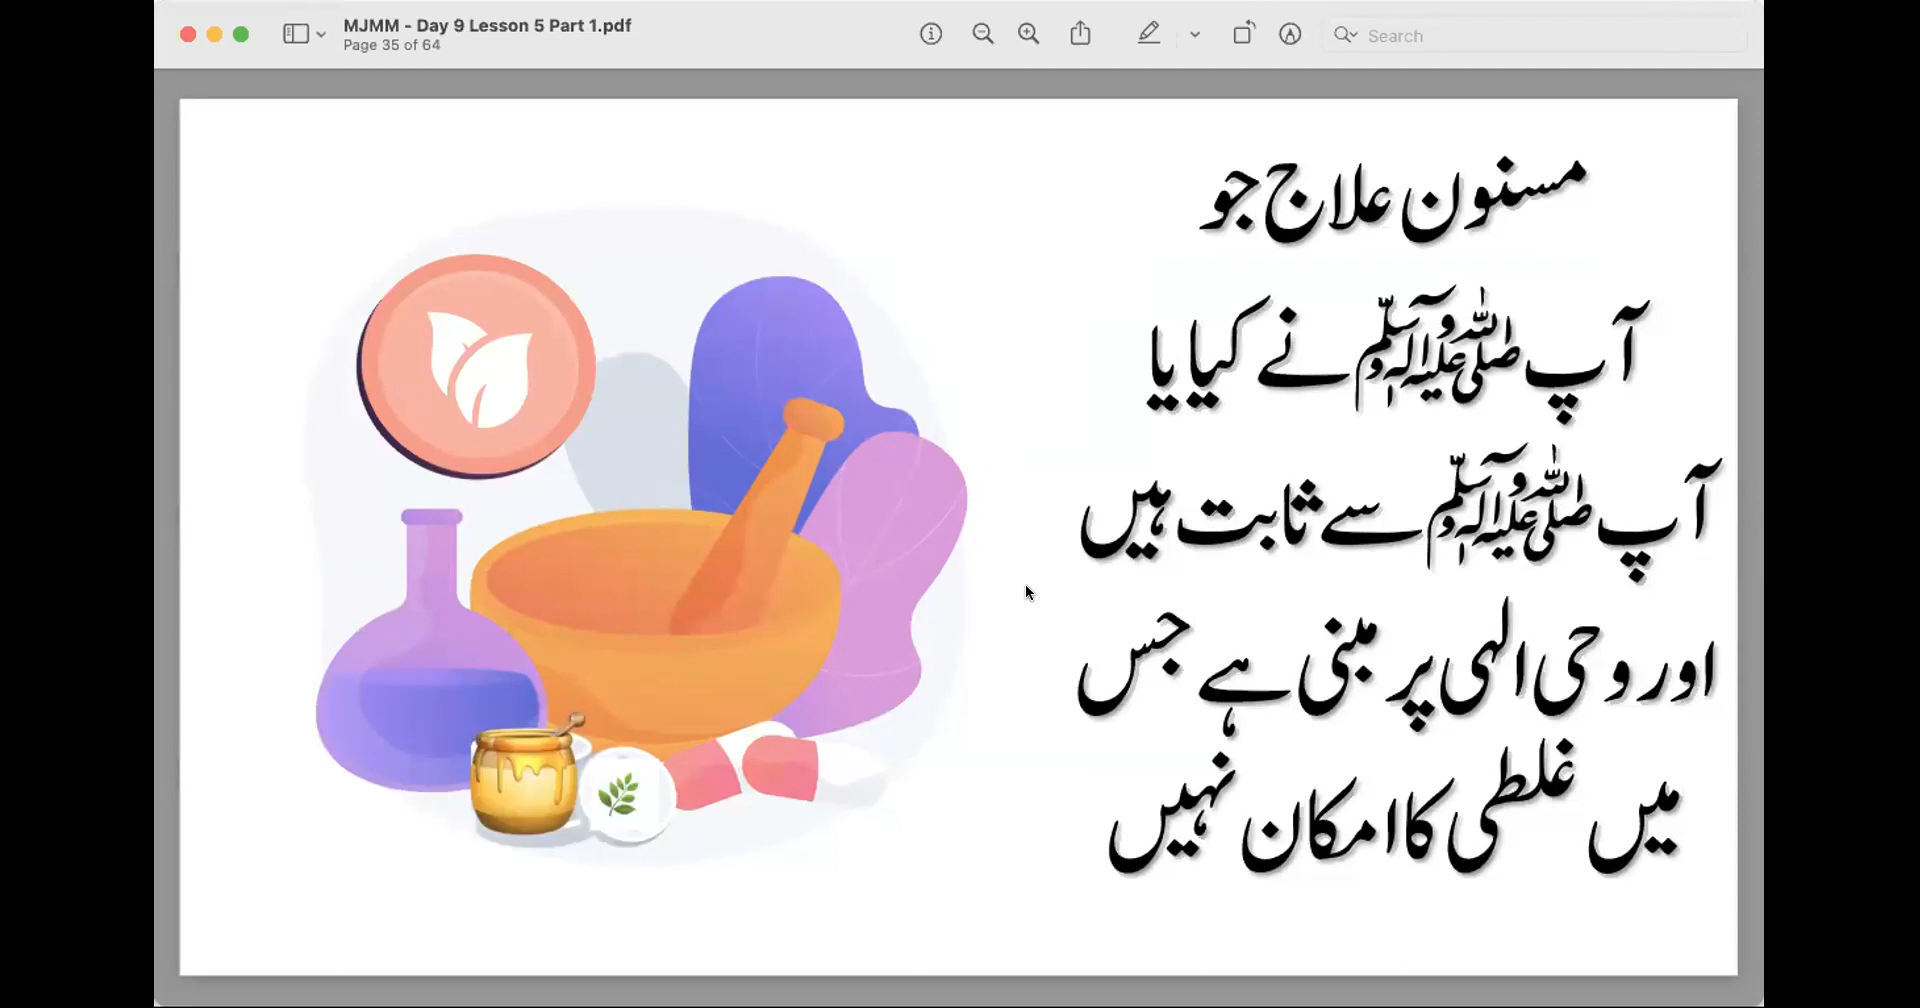 MJMM - Day 9 Lesson 5 Part 1.pdf
Page 35 of 64
Search
مسنون علاج جو
آپ ﷺ نے کیا یا
آپ ﷺ سے ثابت ہیں
اور وحی الہی پر مبنی ہے جس
میں غلطی کا امکان نہیں